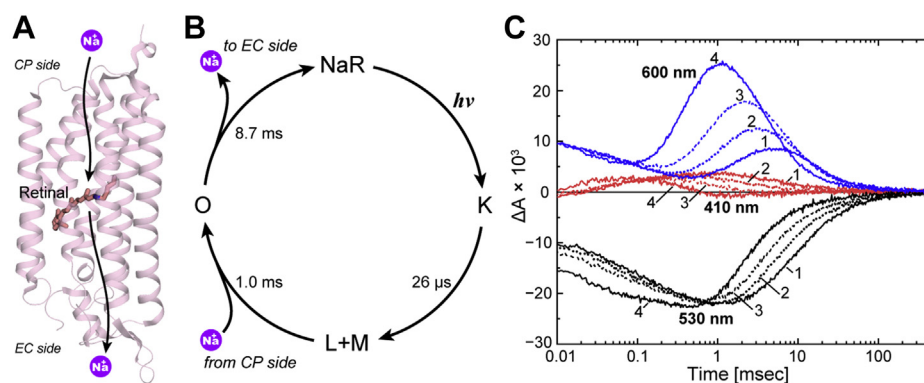 A
Na+
CP side
Retinal
EC side
Na+
B
Na+
to EC side
NaR
hν
8.7 ms
O
K
1.0 ms
26 μs
Na+
L+M
from CP side
C
ΔA × 10³
30
20
10
0
−10
−20
−30
600 nm
4
3
2
1
2
1
4
3
410 nm
4
530 nm
3
2
1
0.01
0.1
1
10
100
Time [msec]